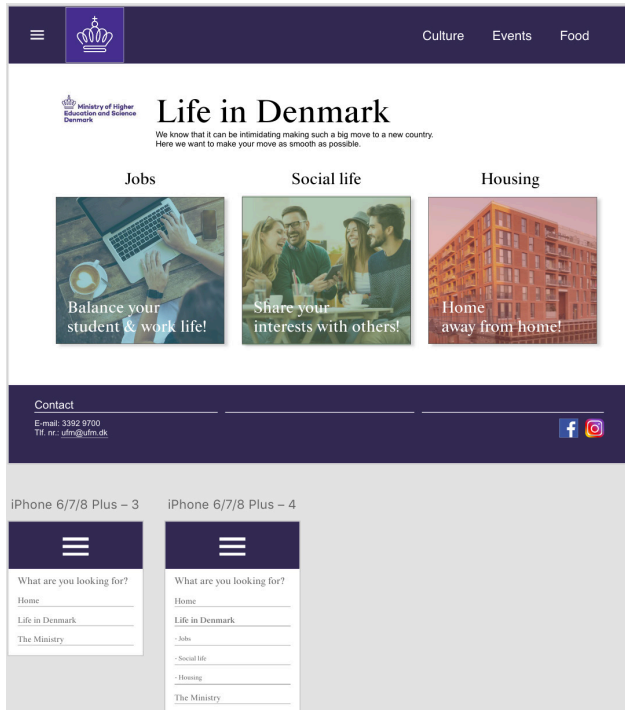 Culture Events Food
Ministry of Higher
Education and Science
Denmark
Life in Denmark
We know that it can be intimidating making such a big move to a new country.
Here we want to make your move as smooth as possible.
Jobs Social life Housing
Balance your
student & work life!
Share your
interests with others!
Home
away from home!
Contact
E-mail: 3392 9700
Tlf. nr.: ufm@ufm.dk
iPhone 6/7/8 Plus – 3
What are you looking for?
Home
Life in Denmark
The Ministry
iPhone 6/7/8 Plus – 4
What are you looking for?
Home
Life in Denmark
- Jobs
- Social life
- Housing
The Ministry